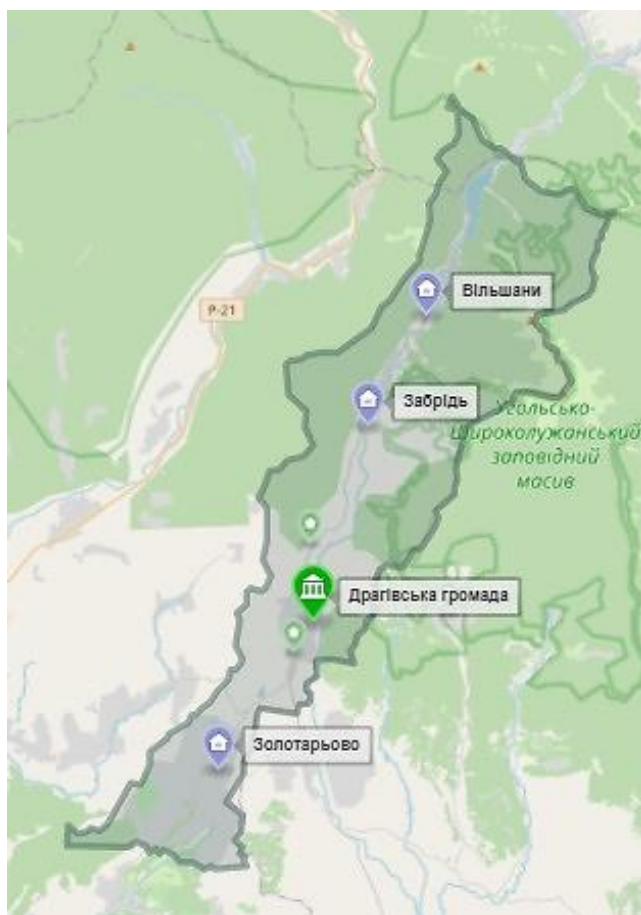 P-21
Вільшани
Забрідь
Угольсько-
Широколужанський
заповідний
масив
Драгівська громада
Золотарьово